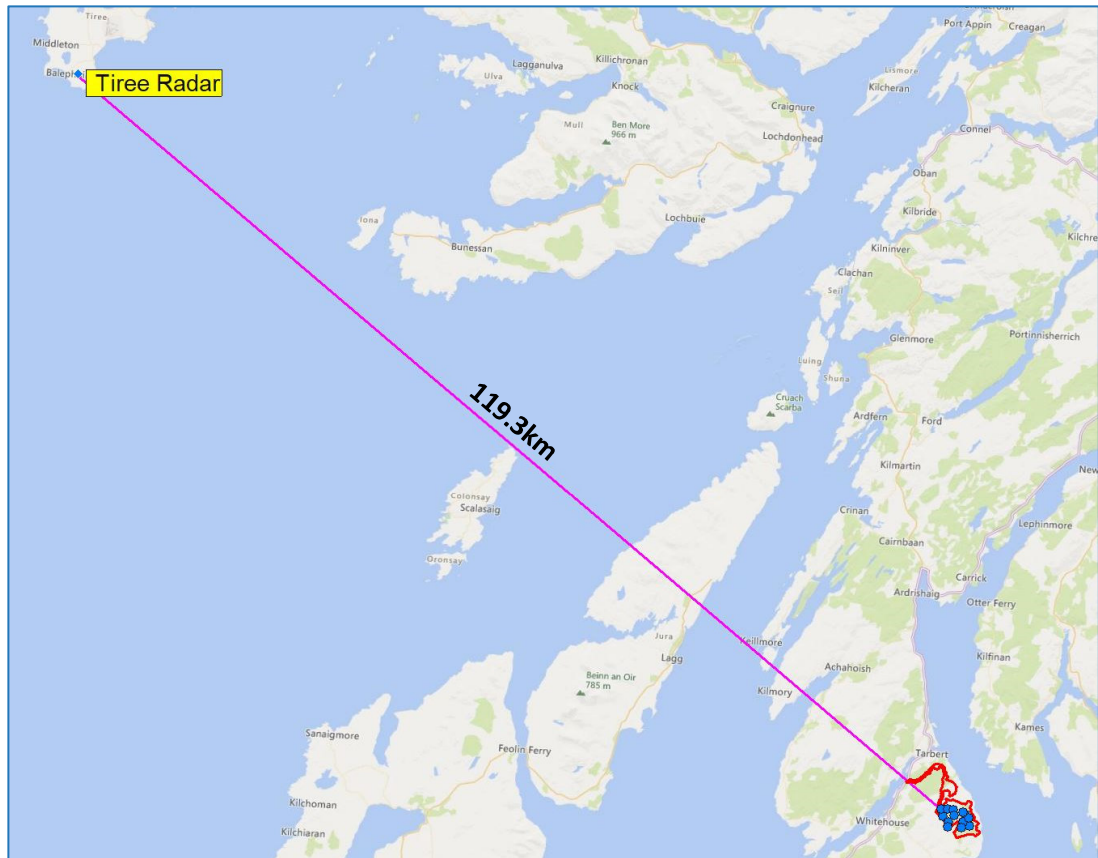 Tiree
Middleton
Tiree Radar
Port Appin
Creagan
Lagganulva
Killichronan
Ulva
Knock
Lismore
Kilcheran
Craignure
Mull
Ben More
966 m
Lochdonhead
Connel
Oban
Iona
Bunessan
Lochbuie
Kilbride
Kilninver
Clachan
Seil
Portinnisherrich
Glenmore
Luing
Shuna
119.3km
Cruach
Scarba
Ardfern
Ford
Kilmartin
Colonsay
Scalasaig
Crinan
Lephinmore
Cairnbaan
Oronsay
Carrick
Ardrishaig
Otter Ferry
Jura
Keillmore
Lagg
Kilfinan
Achahoish
Beinn an Oir
785 m
Kilmory
Kames
Sanaigmore
Feolin Ferry
Tarbert
Kilchoman
Whitehouse
Kilchiaran